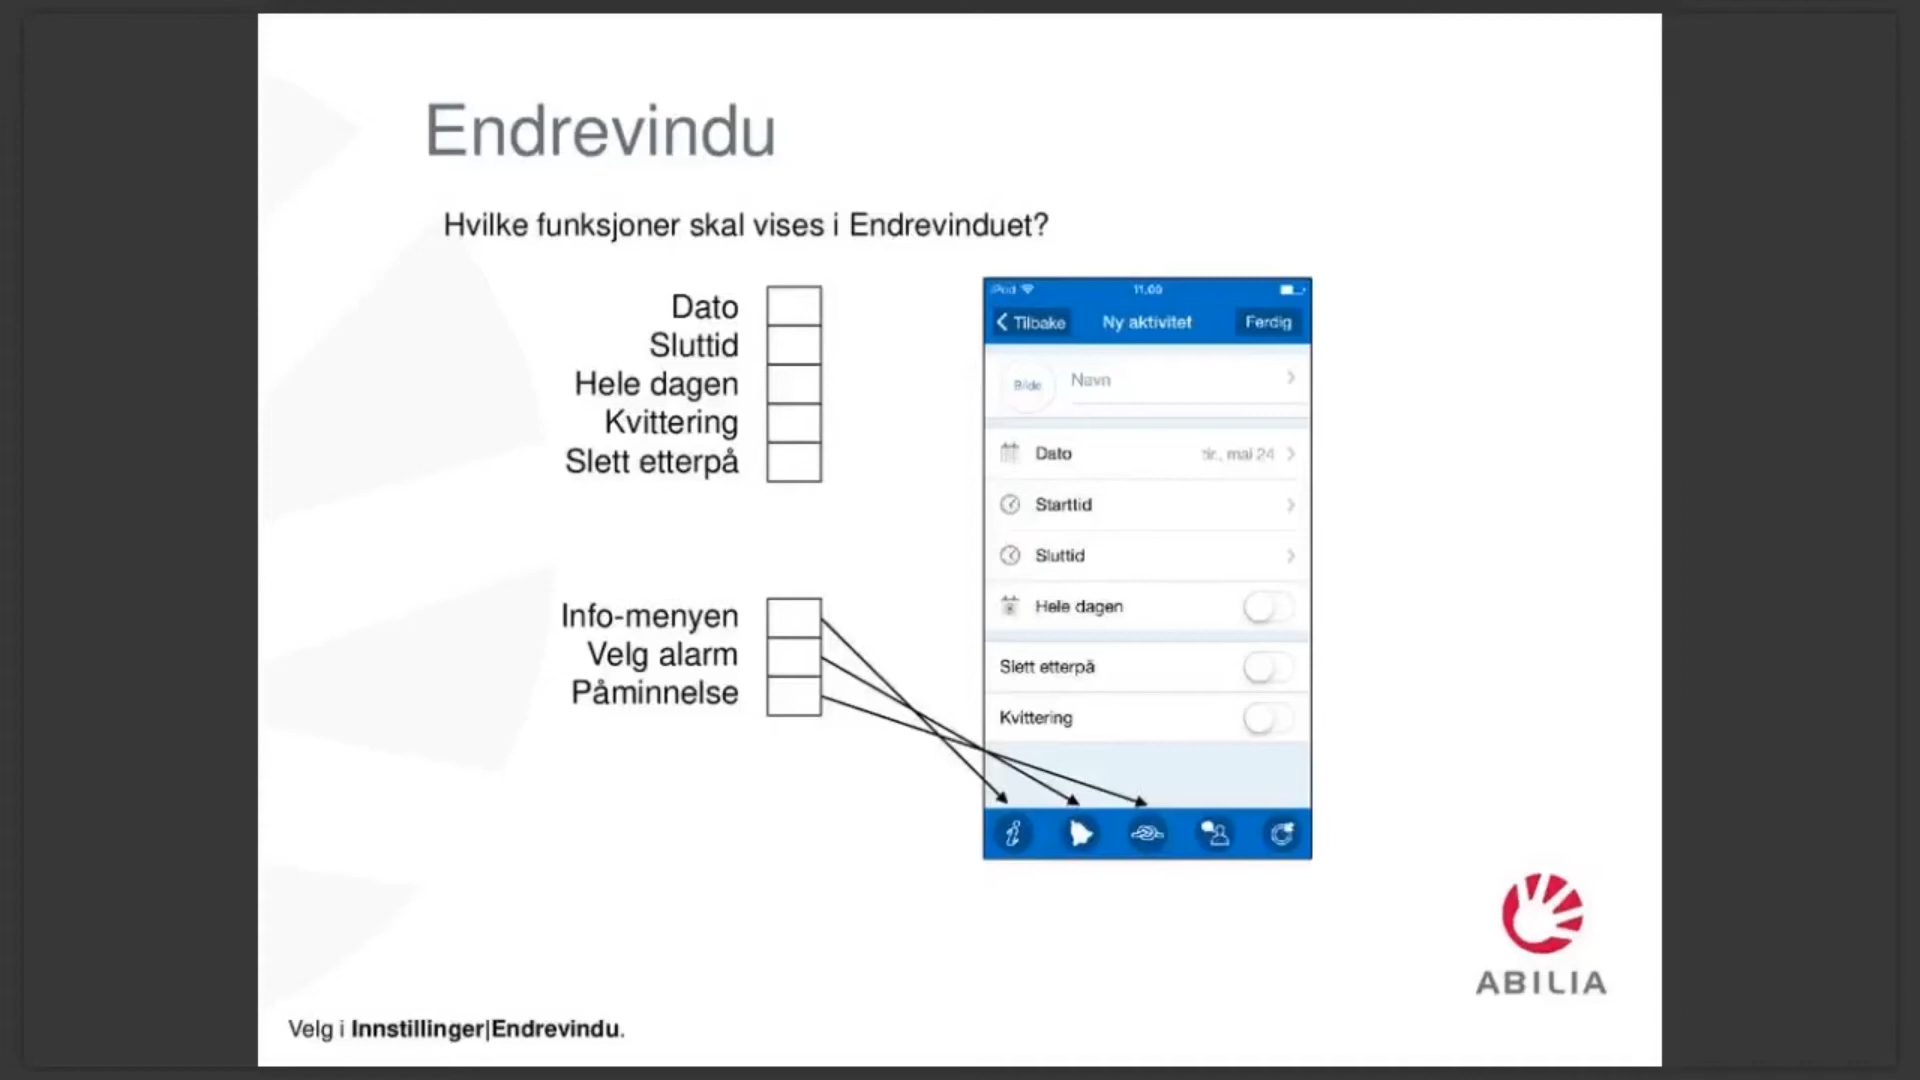 Endrevindu
Hvilke funksjoner skal vises i Endrevinduet?
Dato
Sluttid
Hele dagen
Kvittering
Slett etterpå
Info-menyen
Velg alarm
Påminnelse
iPod 11.00
Tilbake Ny aktivitet Ferdig
Bilde Navn
Dato tir., mai 24
Starttid
Sluttid
Hele dagen
Slett etterpå
Kvittering
ABILIA
Velg i Innstillinger|Endrevindu.